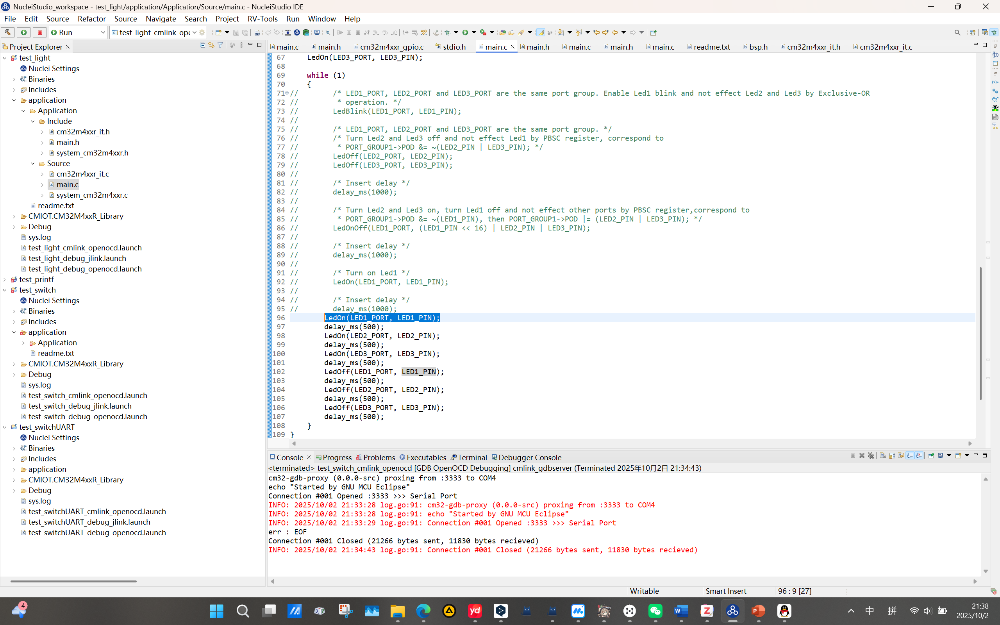 NucleiStudio_workspace - test_light/application/Application/Source/main.c - NucleiStudio IDE
File Edit Source Refactor Source Navigate Search Project RV-Tools Run Window Help
Run test_light_cmlink_ope
Project Explorer
test_light
Nuclei Settings
Binaries
Includes
application
Application
Include
cm32m4xxr_it.h
main.h
system_cm32m4xxr.h
Source
cm32m4xxr_it.c
main.c
system_cm32m4xxr.c
readme.txt
CMIOT.CM32M4xxR_Library
Debug
sys.log
test_light_cmlink_openocd.launch
test_light_debug_jlink.launch
test_light_debug_openocd.launch
test_printf
test_switch
Nuclei Settings
Binaries
Includes
application
Application
readme.txt
CMIOT.CM32M4xxR_Library
Debug
sys.log
test_switch_cmlink_openocd.launch
test_switch_debug_jlink.launch
test_switch_debug_openocd.launch
test_switchUART
Nuclei Settings
Binaries
Includes
application
CMIOT.CM32M4xxR_Library
Debug
sys.log
test_switchUART_cmlink_openocd.launch
test_switchUART_debug_jlink.launch
test_switchUART_debug_openocd.launch
main.c main.h cm32m4xxr_gpio.c stdio.h main.c main.h main.c main.h main.c readme.txt bsp.h cm32m4xxr_it.h cm32m4xxr_it.c
67 LedOn(LED3_PORT, LED3_PIN);
68
69 while (1)
70 {
71 // /* LED1_PORT, LED2_PORT and LED3_PORT are the same port group. Enable Led1 blink and not effect Led2 and Led3 by Exclusive-OR
72 // * operation. */
73 // LedBlink(LED1_PORT, LED1_PIN);
74 //
75 // /* LED1_PORT, LED2_PORT and LED3_PORT are the same port group. */
76 // /* Turn Led2 and Led3 off and not effect Led1 by PBSC register, correspond to
77 // * PORT_GROUP1->POD &= ~(LED2_PIN | LED3_PIN); */
78 // LedOff(LED2_PORT, LED2_PIN);
79 // LedOff(LED3_PORT, LED3_PIN);
80 //
81 // /* Insert delay */
82 // delay_ms(1000);
83 //
84 // /* Turn Led2 and Led3 on, turn Led1 off and not effect other ports by PBSC register,correspond to
85 // * PORT_GROUP1->POD &= ~(LED1_PIN), then PORT_GROUP1->POD |= (LED2_PIN | LED3_PIN); */
86 // LedOnOff(LED1_PORT, (LED1_PIN << 16) | LED2_PIN | LED3_PIN);
87 //
88 // /* Insert delay */
89 // delay_ms(1000);
90 //
91 // /* Turn on Led1 */
92 // LedOn(LED1_PORT, LED1_PIN);
93 //
94 // /* Insert delay */
95 // delay_ms(1000);
96 LedOn(LED1_PORT, LED1_PIN);
97 delay_ms(500);
98 LedOn(LED2_PORT, LED2_PIN);
99 delay_ms(500);
100 LedOn(LED3_PORT, LED3_PIN);
101 delay_ms(500);
102 LedOff(LED1_PORT, LED1_PIN);
103 delay_ms(500);
104 LedOff(LED2_PORT, LED2_PIN);
105 delay_ms(500);
106 LedOff(LED3_PORT, LED3_PIN);
107 delay_ms(500);
108 }
109 }
Console Progress Problems Executables Terminal Debugger Console
<terminated> test_switch_cmlink_openocd [GDB OpenOCD Debugging] cmlink_gdbserver (Terminated 2025年10月2日 21:34:43)
cm32-gdb-proxy (0.0.0-src) proxing from :3333 to COM4
echo "Started by GNU MCU Eclipse"
Connection #001 Opened :3333 >>> Serial Port
INFO: 2025/10/02 21:33:28 log.go:91: cm32-gdb-proxy (0.0.0-src) proxing from :3333 to COM4
INFO: 2025/10/02 21:33:28 log.go:91: echo "Started by GNU MCU Eclipse"
INFO: 2025/10/02 21:33:29 log.go:91: Connection #001 Opened :3333 >>> Serial Port
err : EOF
Connection #001 Closed (21266 bytes sent, 11830 bytes recieved)
INFO: 2025/10/02 21:34:43 log.go:91: Connection #001 Closed (21266 bytes sent, 11830 bytes recieved)
Writable Smart Insert 96 : 9 [27]
4
yd
中 拼
21:38
2025/10/2